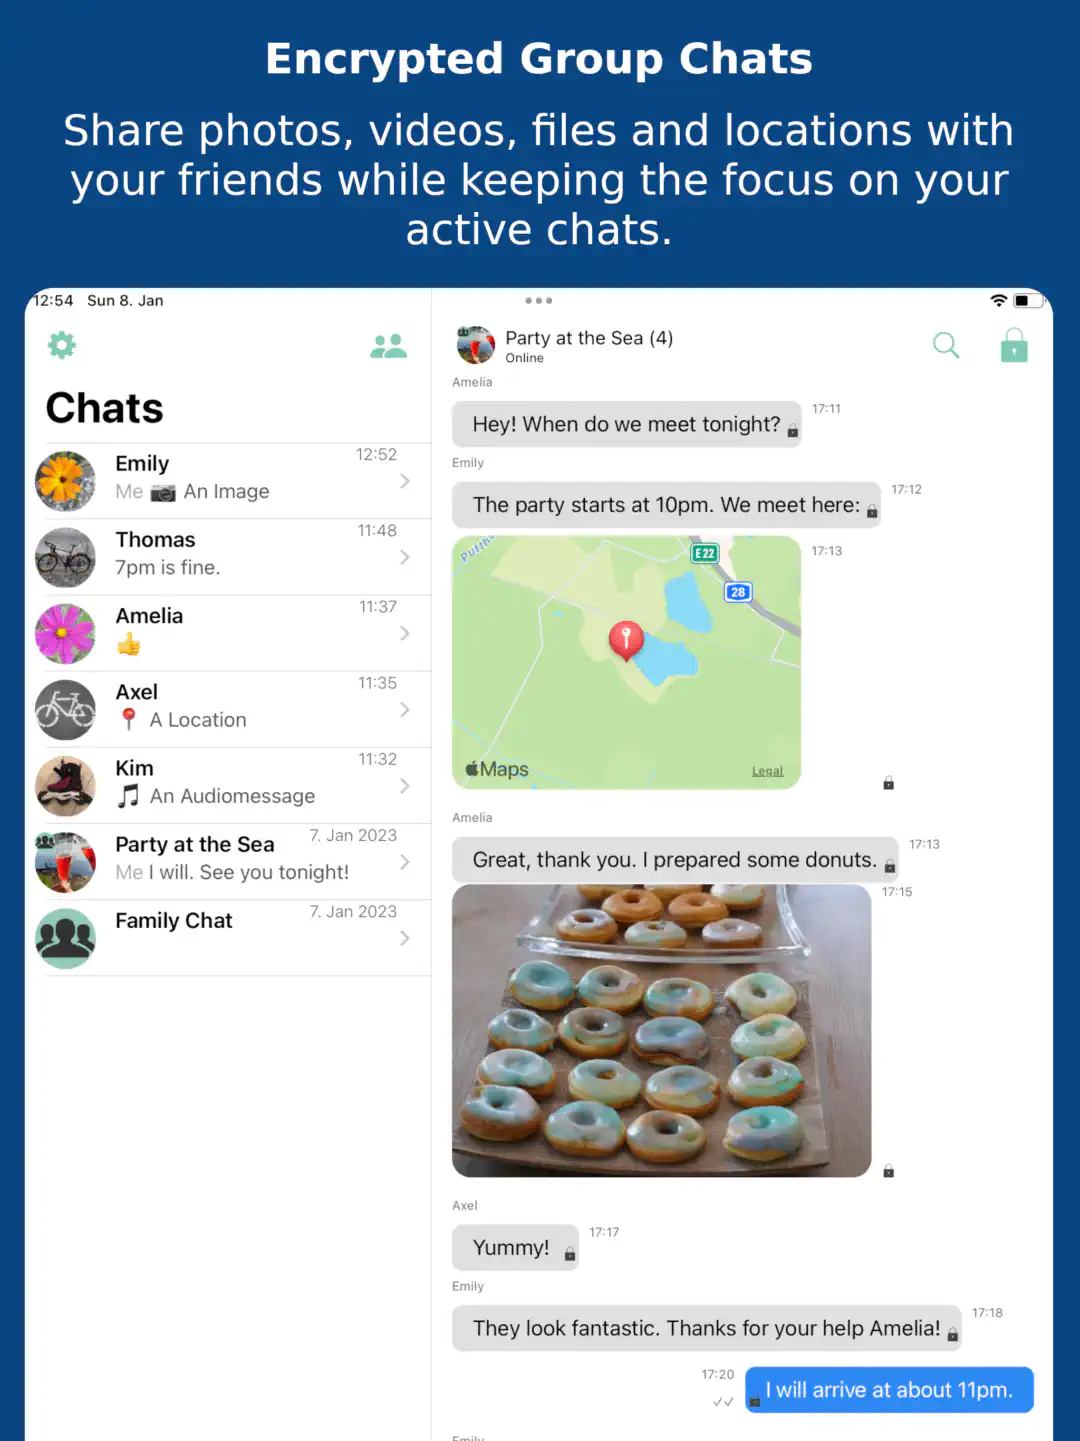 Encrypted Group Chats
Share photos, videos, files and locations with
your friends while keeping the focus on your
active chats.
12:54 Sun 8. Jan
Chats
Emily 12:52
Me 📷 An Image
Thomas 11:48
7pm is fine.
Amelia 11:37
👍
Axel 11:35
📍 A Location
Kim 11:32
🎵 An Audiomessage
Party at the Sea 7. Jan 2023
Me I will. See you tonight!
Family Chat 7. Jan 2023
Party at the Sea (4)
Online
Amelia
Hey! When do we meet tonight? 17:11
Emily
The party starts at 10pm. We meet here: 17:12
17:13
E 22
28
Maps
Legal
Amelia
Great, thank you. I prepared some donuts. 17:13
17:15
Axel
Yummy! 17:17
Emily
They look fantastic. Thanks for your help Amelia! 17:18
17:20 I will arrive at about 11pm.
Emily